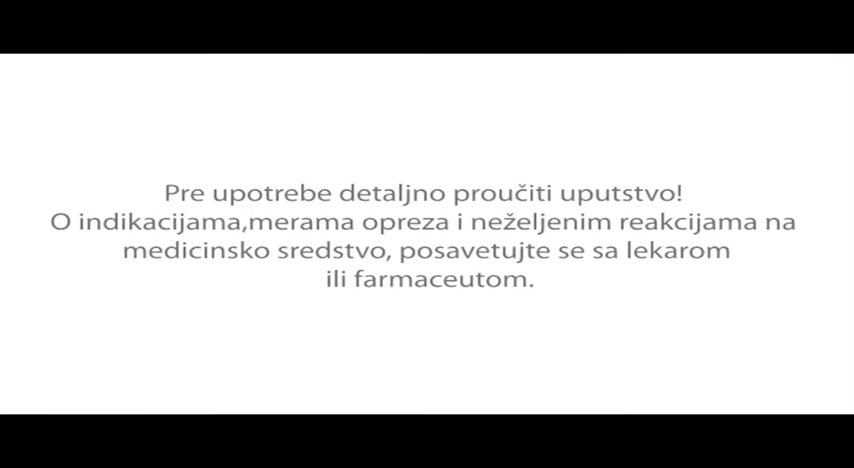 Pre upotrebe detaljno proučiti uputstvo!
O indikacijama,merama opreza i neželjenim reakcijama na
medicinsko sredstvo, posavetujte se sa lekarom
ili farmaceutom.